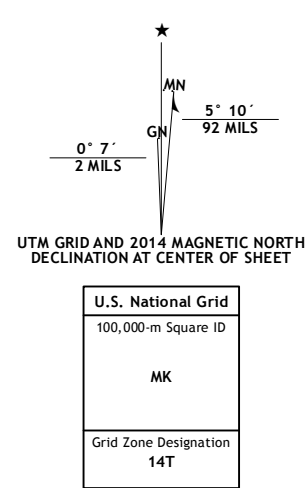 ★
MN
GN
5° 10´
92 MILS
0° 7´
2 MILS
UTM GRID AND 2014 MAGNETIC NORTH
DECLINATION AT CENTER OF SHEET
U.S. National Grid
100,000-m Square ID
MK
Grid Zone Designation
14T